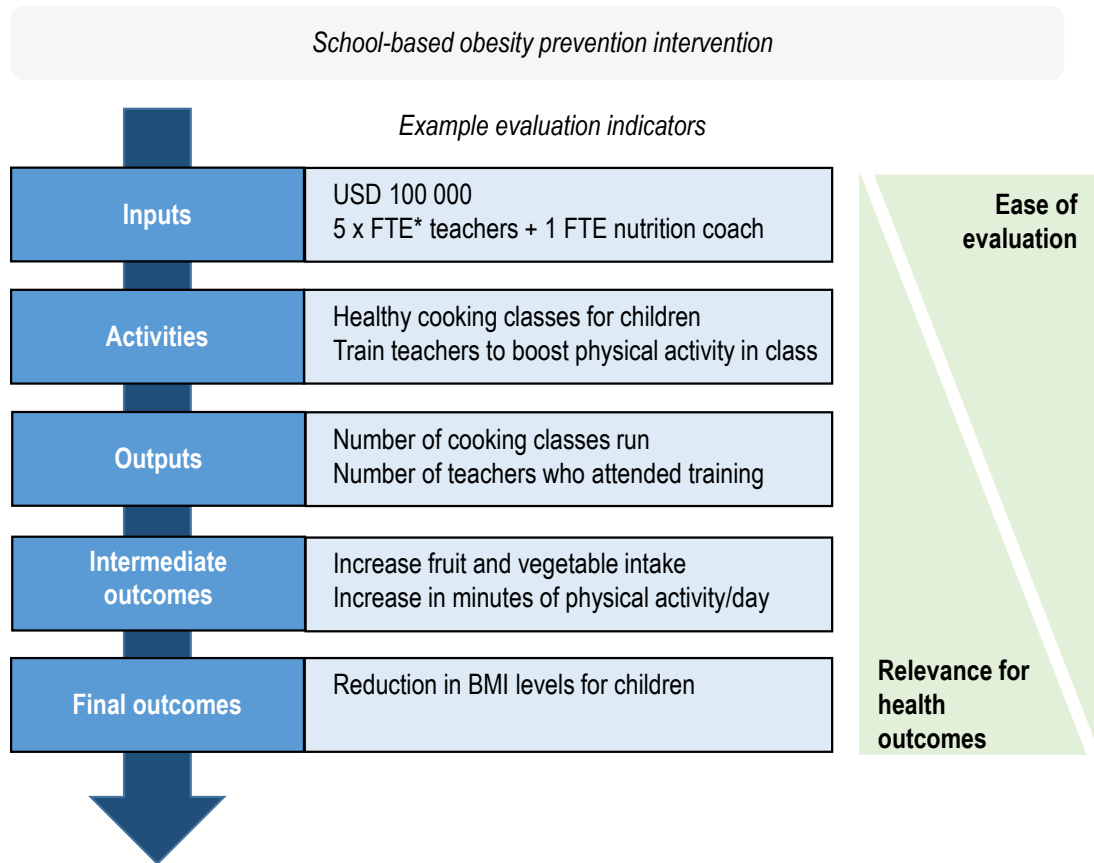 School-based obesity prevention intervention
Example evaluation indicators
Inputs
USD 100 000
5 x FTE* teachers + 1 FTE nutrition coach
Ease of
evaluation
Activities
Healthy cooking classes for children
Train teachers to boost physical activity in class
Outputs
Number of cooking classes run
Number of teachers who attended training
Intermediate
outcomes
Increase fruit and vegetable intake
Increase in minutes of physical activity/day
Final outcomes
Reduction in BMI levels for children
Relevance for
health
outcomes